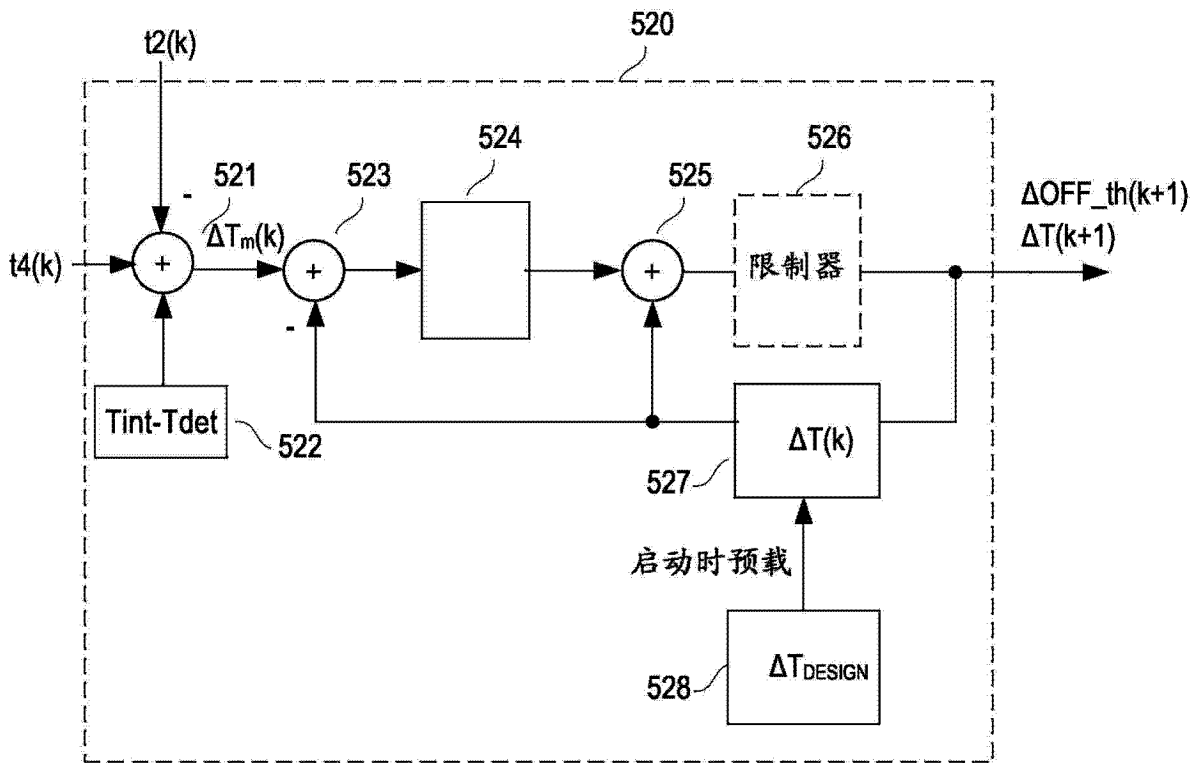 520
t2(k)
-
521
523
524
525
526
ΔOFF_th(k+1)
ΔT(k+1)
ΔTm(k)
t4(k)
+
+
+
限制器
-
Tint-Tdet
522
ΔT(k)
527
启动时预载
528
ΔTDESIGN